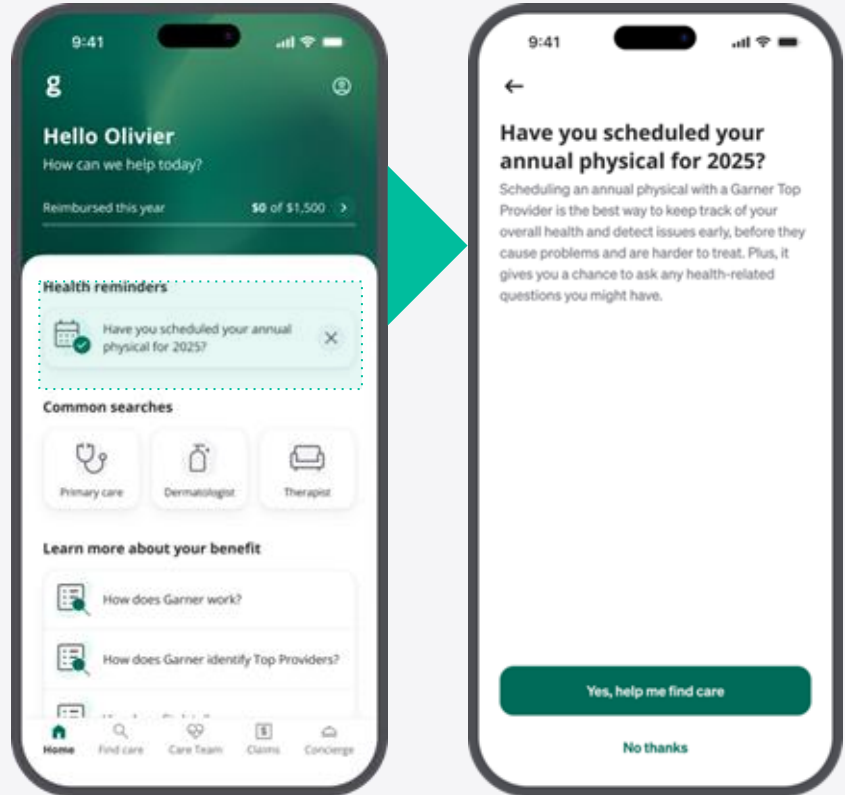 9:41
g
Hello Olivier
How can we help today?
Reimbursed this year
$0 of $1,500
Health reminders
Have you scheduled your annual
physical for 2025?
Common searches
Primary care
Dermatologist
Therapist
Learn more about your benefit
How does Garner work?
How does Garner identify Top Providers?
Home
Find care
Care Team
$
Claims
Concierge
9:41
Have you scheduled your
annual physical for 2025?
Scheduling an annual physical with a Garner Top
Provider is the best way to keep track of your
overall health and detect issues early, before they
cause problems and are harder to treat. Plus, it
gives you a chance to ask any health-related
questions you might have.
Yes, help me find care
No thanks